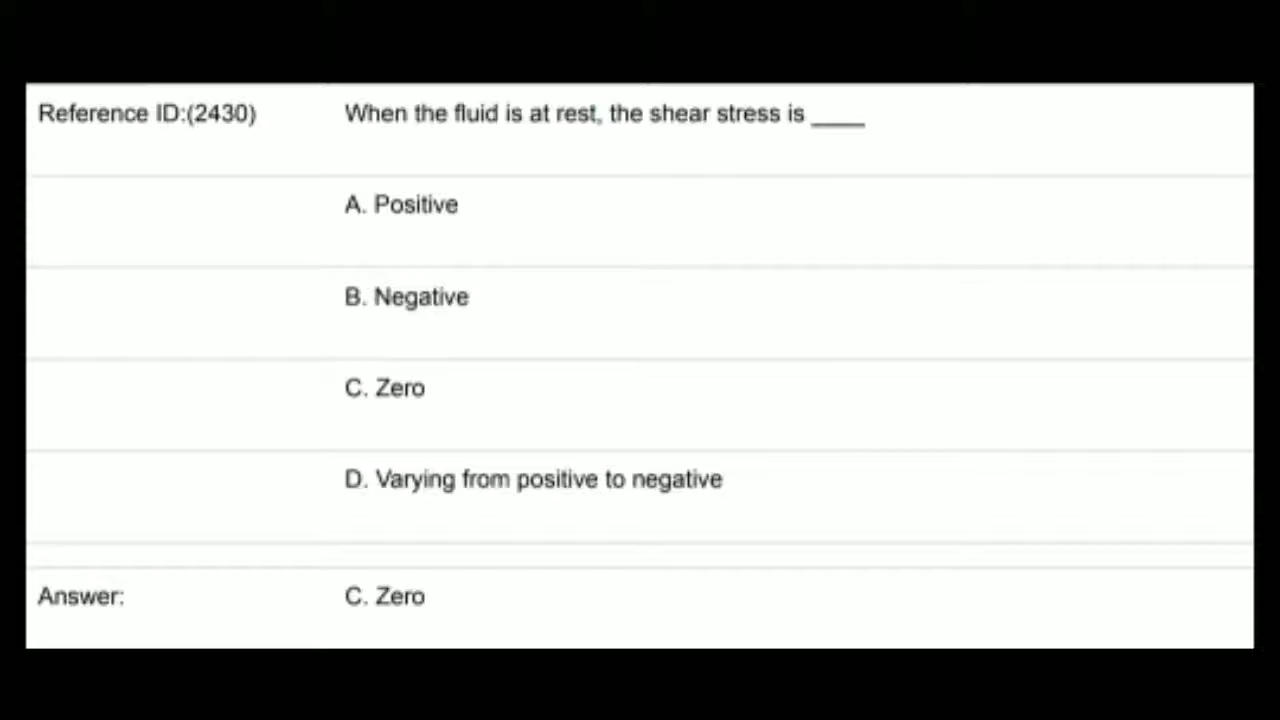 Reference ID:(2430) When the fluid is at rest, the shear stress is ____
A. Positive
B. Negative
C. Zero
D. Varying from positive to negative
Answer: C. Zero